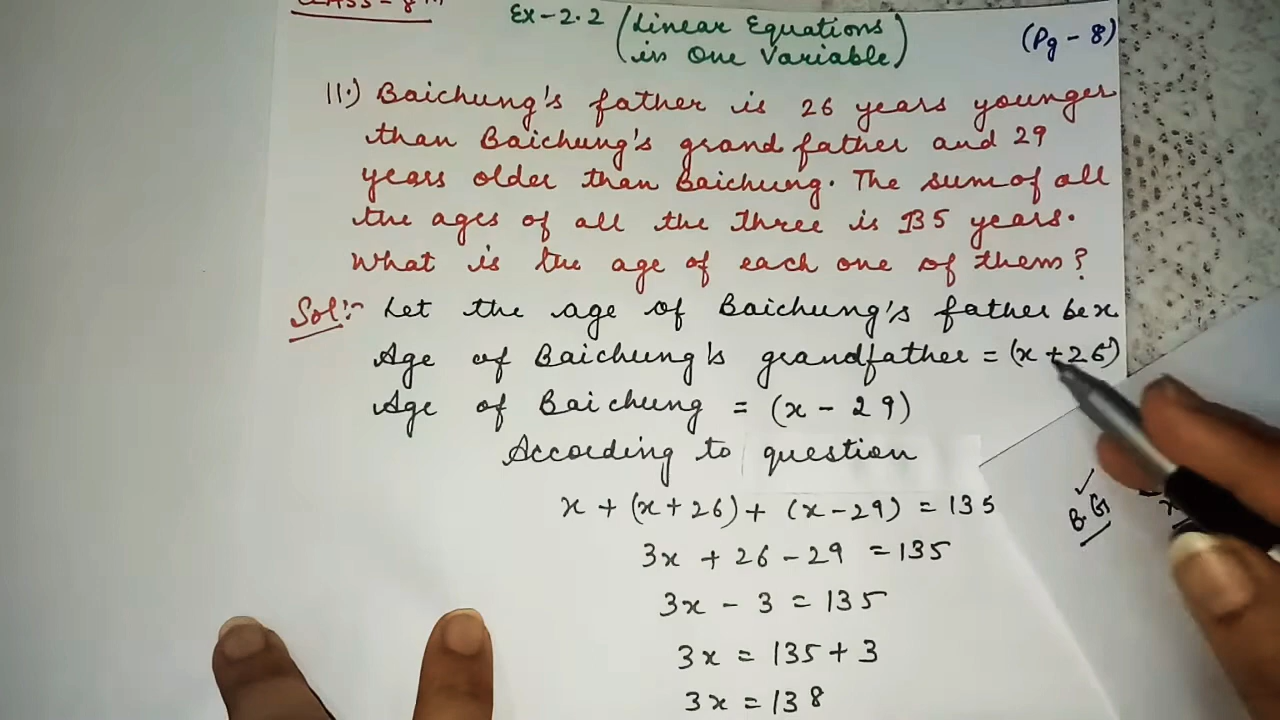 CLASS - 8th
Ex-2.2 (Linear Equations in One Variable)
(Pg - 8)
11.) Baichung's father is 26 years younger
than Baichung's grand father and 29
years older than Baichung. The sum of all
the ages of all the three is 135 years.
What is the age of each one of them?
Sol:- Let the age of Baichung's father be x
Age of Baichung's grandfather = (x + 26)
Age of Baichung = (x - 29)
According to question
x + (x + 26) + (x - 29) = 135
3x + 26 - 29 = 135
3x - 3 = 135
3x = 135 + 3
3x = 138
B.G